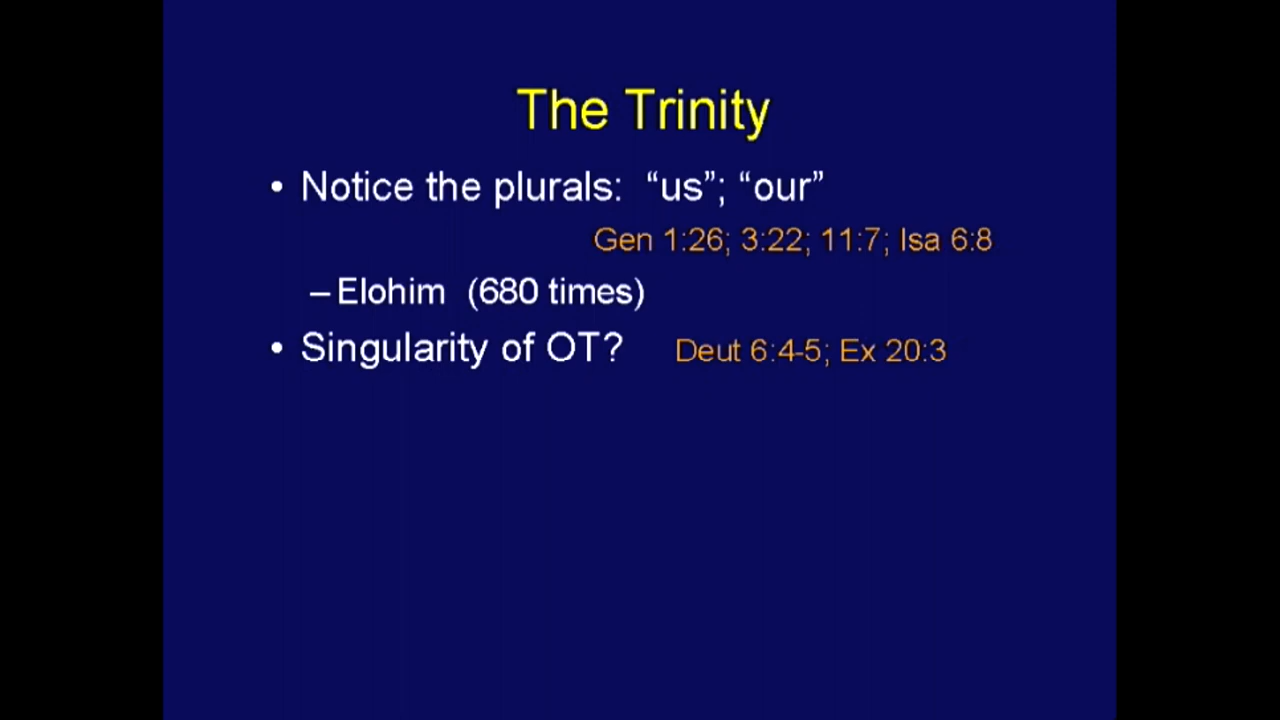 The Trinity
• Notice the plurals: “us”; “our”
Gen 1:26; 3:22; 11:7; Isa 6:8
– Elohim (680 times)
• Singularity of OT? Deut 6:4-5; Ex 20:3